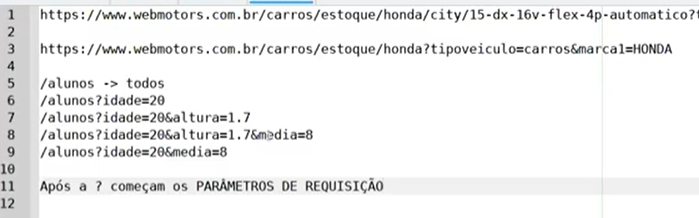 1 https://www.webmotors.com.br/carros/estoque/honda/city/15-dx-16v-flex-4p-automatico?
2
3 https://www.webmotors.com.br/carros/estoque/honda?tipoveiculo=carros&marca1=HONDA
4
5 /alunos -> todos
6 /alunos?idade=20
7 /alunos?idade=20&altura=1.7
8 /alunos?idade=20&altura=1.7&media=8
9 /alunos?idade=20&media=8
10
11 Após a ? começam os PARÂMETROS DE REQUISIÇÃO
12